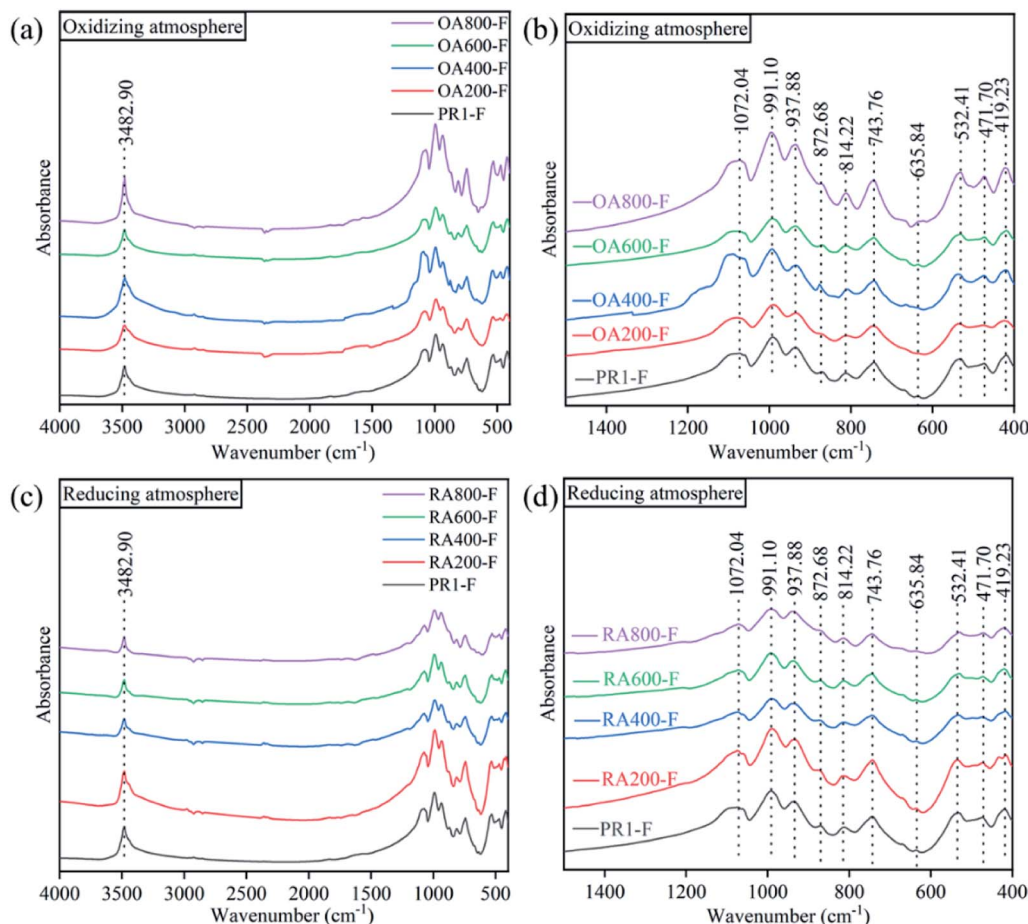 (a)
Oxidizing atmosphere
OA800-F
OA600-F
OA400-F
OA200-F
PR1-F
3482.90
Absorbance
4000 3500 3000 2500 2000 1500 1000 500
Wavenumber (cm⁻¹)
(b)
Oxidizing atmosphere
1072.04
991.10
937.88
872.68
814.22
743.76
635.84
532.41
471.70
419.23
OA800-F
OA600-F
OA400-F
OA200-F
PR1-F
Absorbance
1400 1200 1000 800 600 400
Wavenumber (cm⁻¹)
(c)
Reducing atmosphere
RA800-F
RA600-F
RA400-F
RA200-F
PR1-F
3482.90
Absorbance
4000 3500 3000 2500 2000 1500 1000 500
Wavenumber (cm⁻¹)
(d)
Reducing atmosphere
1072.04
991.10
937.88
872.68
814.22
743.76
635.84
532.41
471.70
419.23
RA800-F
RA600-F
RA400-F
RA200-F
PR1-F
Absorbance
1400 1200 1000 800 600 400
Wavenumber (cm⁻¹)